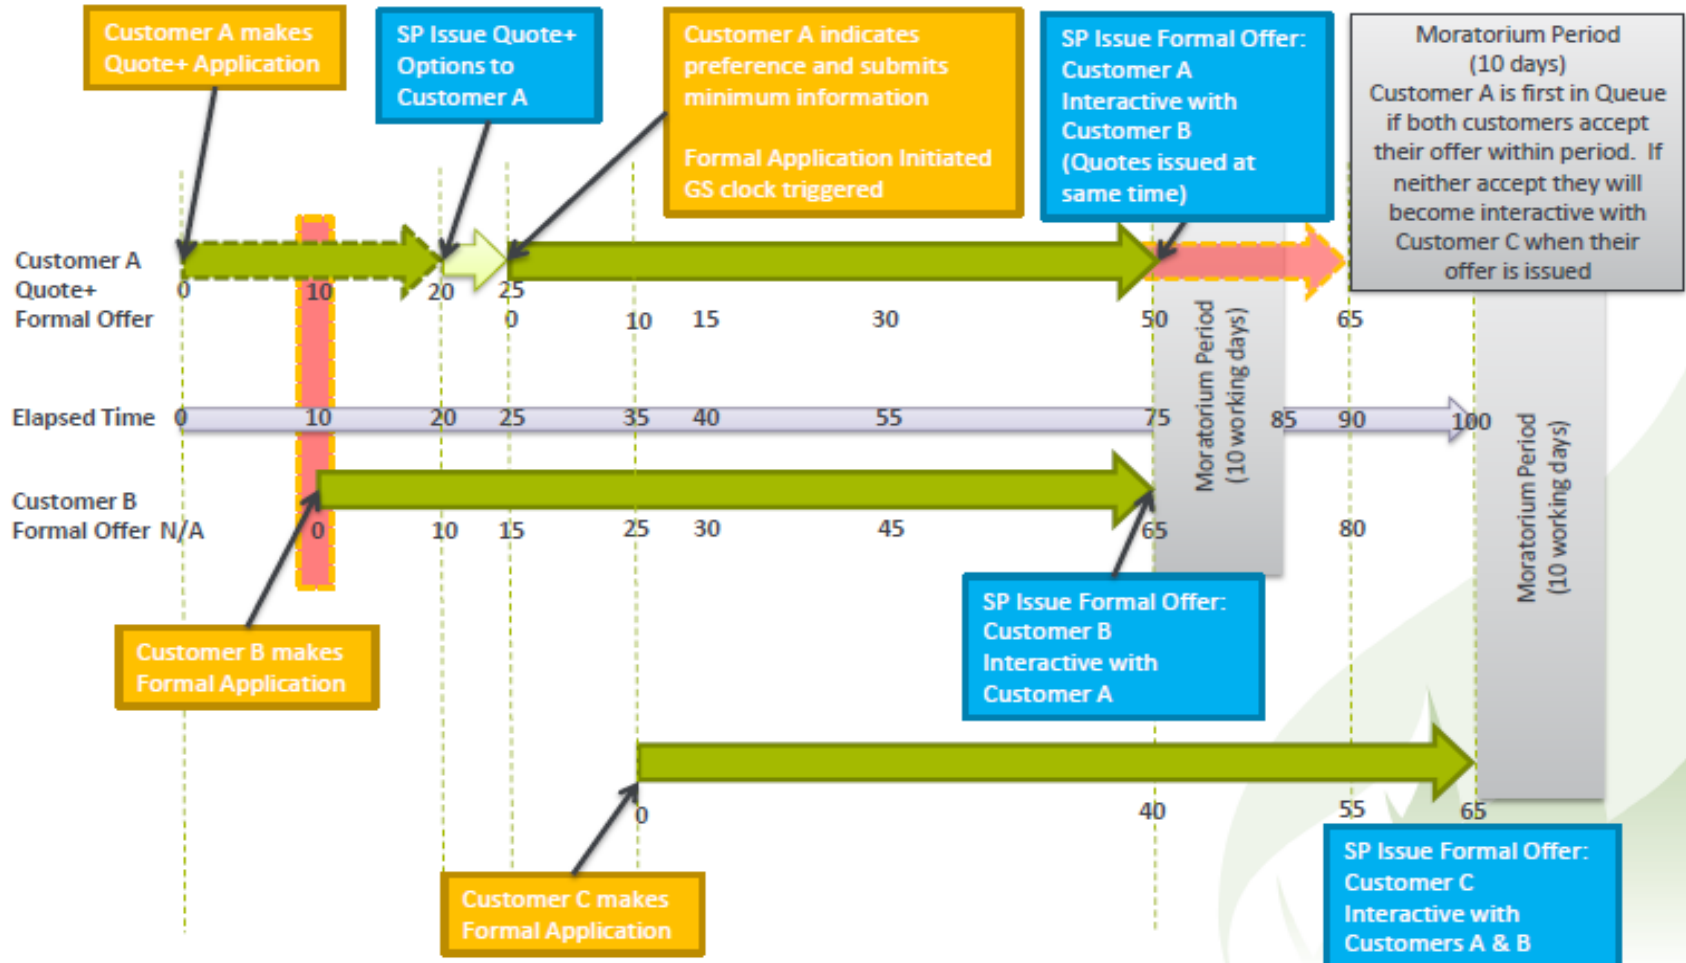 Customer A makes
Quote+ Application
SP Issue Quote+
Options to
Customer A
Customer A indicates
preference and submits
minimum information
Formal Application Initiated
GS clock triggered
SP Issue Formal Offer:
Customer A
Interactive with
Customer B
(Quotes issued at
same time)
Moratorium Period
(10 days)
Customer A is first in Queue
if both customers accept
their offer within period. If
neither accept they will
become interactive with
Customer C when their
offer is issued
Customer A
Quote+
Formal Offer
0 10 20 25
0 10 15 30 50 65
Moratorium Period
(10 working days)
Elapsed Time 0 10 20 25 35 40 55 75 85 90 100
Moratorium Period
(10 working days)
Customer B
Formal Offer N/A 0 10 15 25 30 45 65 80
Customer B makes
Formal Application
SP Issue Formal Offer:
Customer B
Interactive with
Customer A
0 40 55 65
Customer C makes
Formal Application
SP Issue Formal Offer:
Customer C
Interactive with
Customers A & B